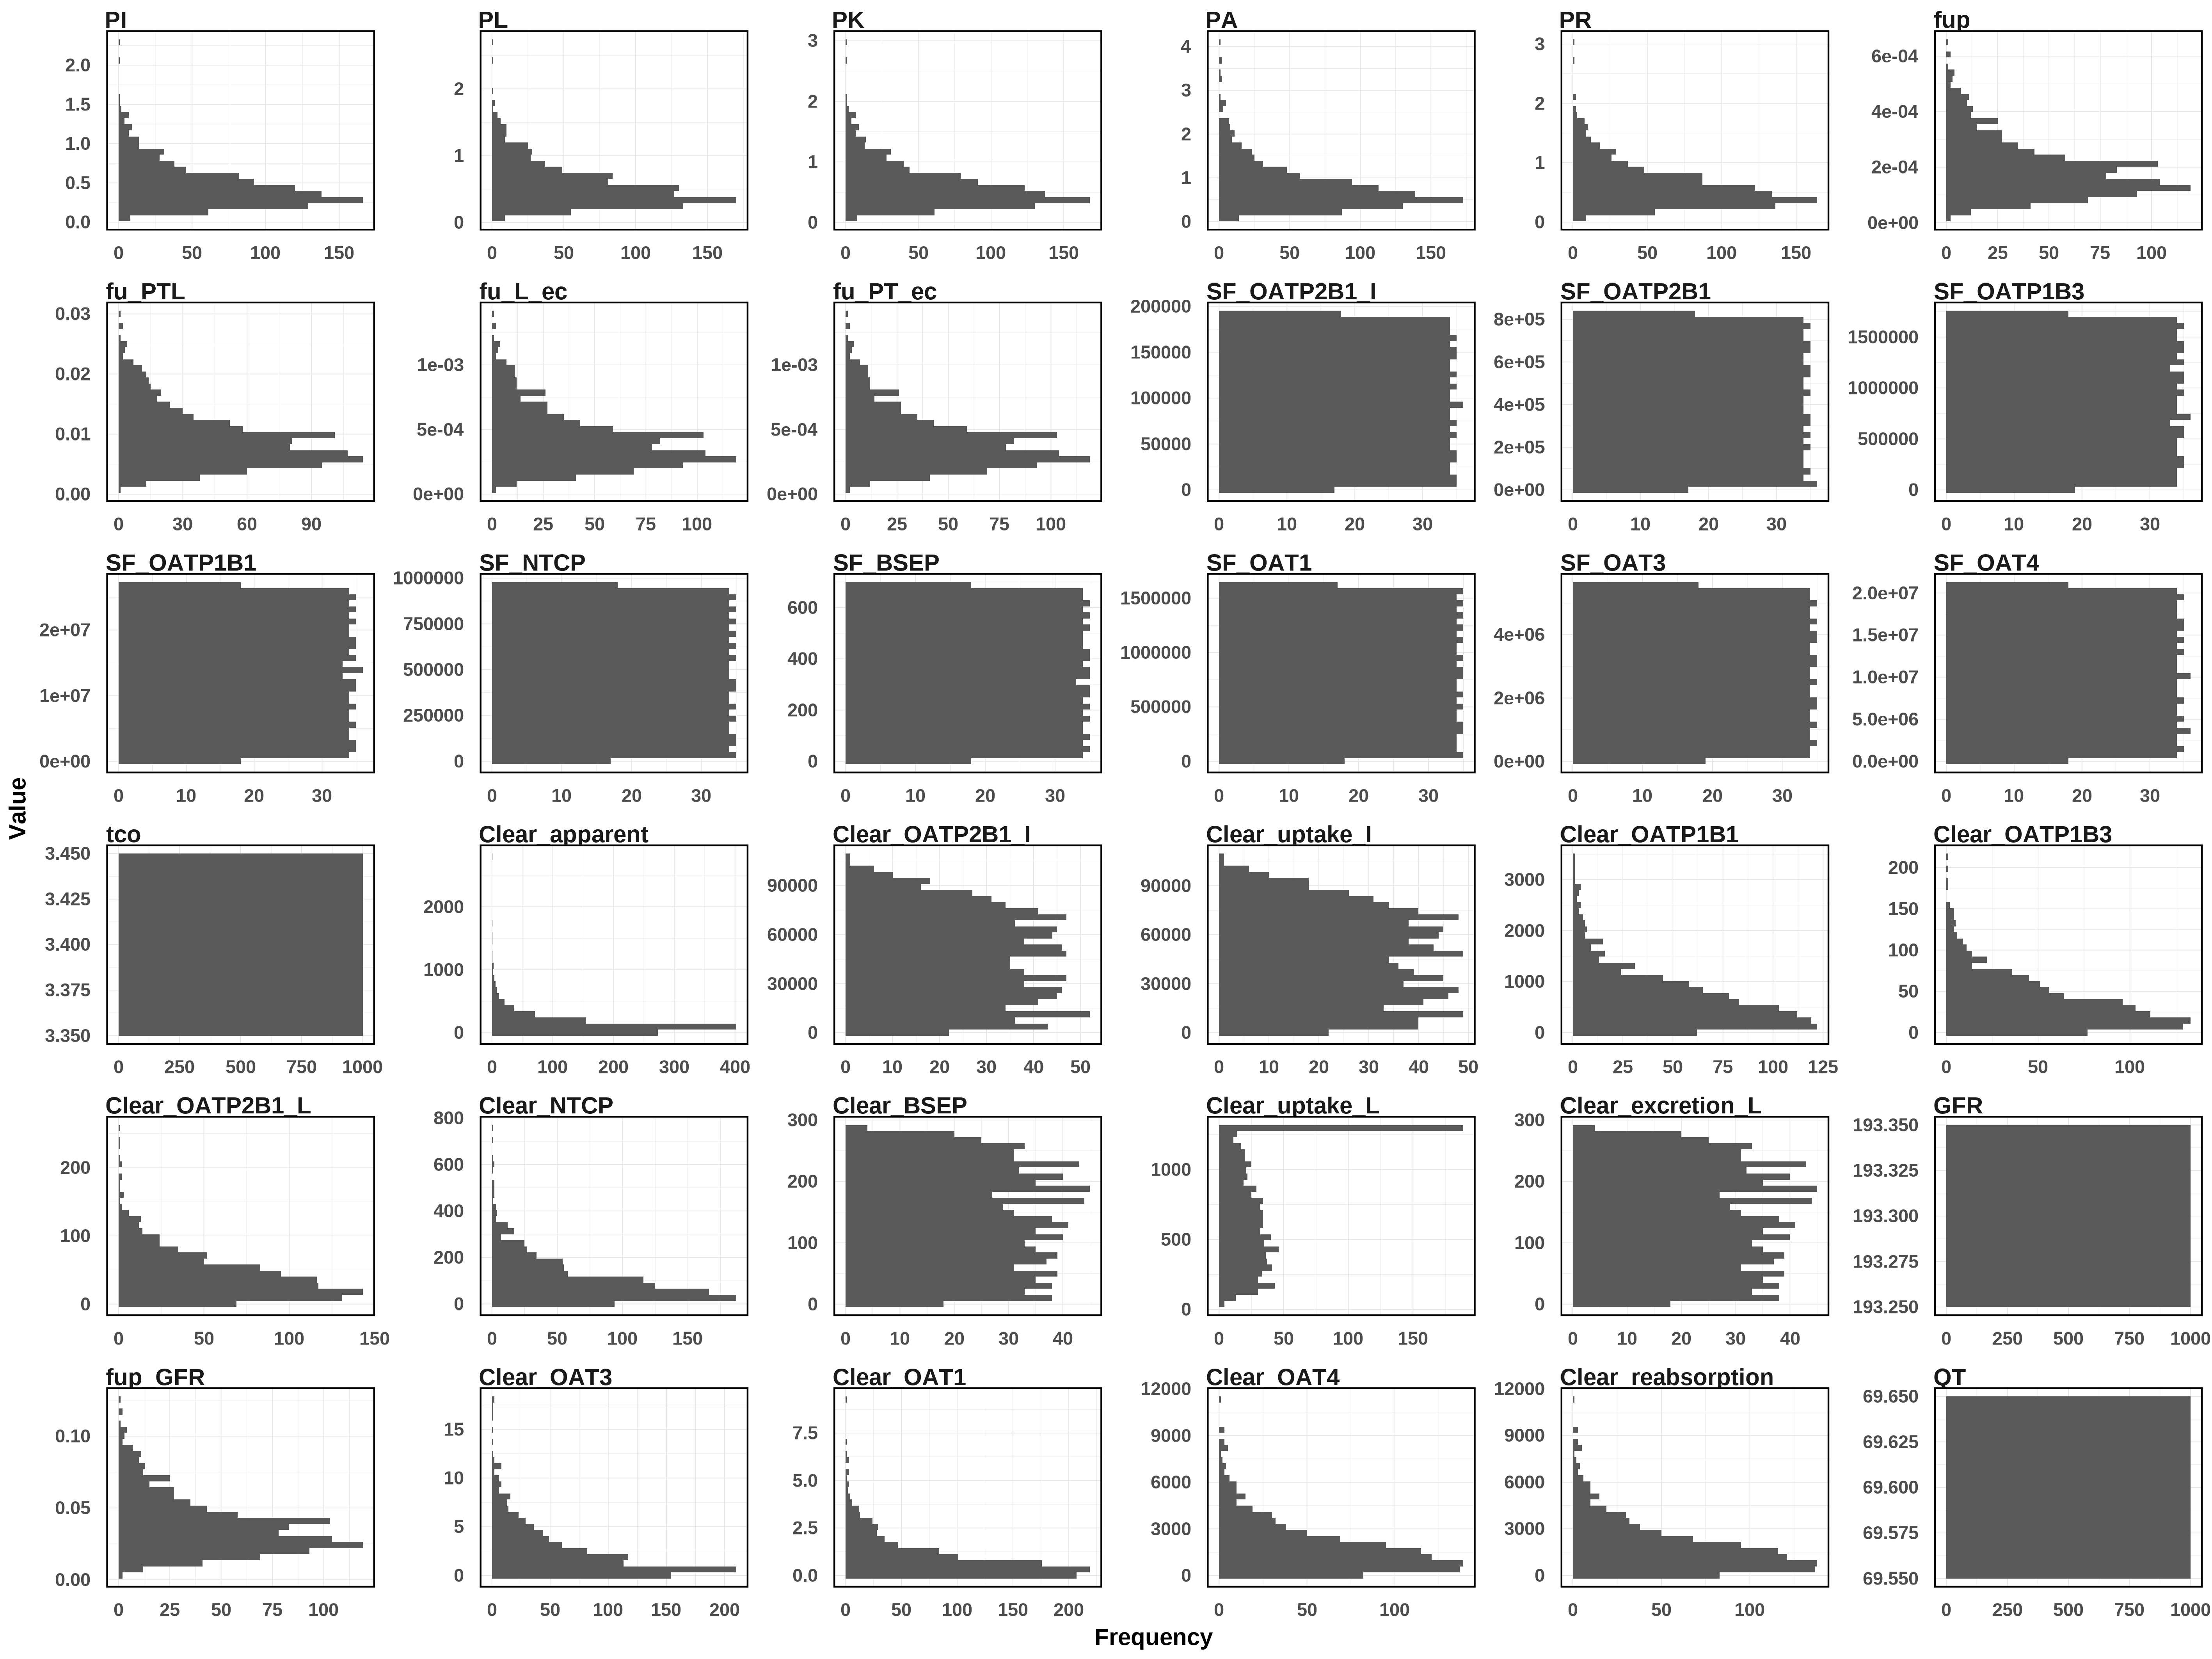 PI PL PK PA PR fup
2.0 1.5 1.0 0.5 0.0
2 1 0
3 2 1 0
4 3 2 1 0
3 2 1 0
6e-04 4e-04 2e-04 0e+00
0 50 100 150
0 50 100 150
0 50 100 150
0 50 100 150
0 50 100 150
0 25 50 75 100
fu_PTL fu_L_ec fu_PT_ec SF_OATP2B1_I SF_OATP2B1 SF_OATP1B3
0.03 0.02 0.01 0.00
1e-03 5e-04 0e+00
1e-03 5e-04 0e+00
200000 150000 100000 50000 0
8e+05 6e+05 4e+05 2e+05 0e+00
1500000 1000000 500000 0
0 30 60 90
0 25 50 75 100
0 25 50 75 100
0 10 20 30
0 10 20 30
0 10 20 30
SF_OATP1B1 SF_NTCP SF_BSEP SF_OAT1 SF_OAT3 SF_OAT4
2e+07 1e+07 0e+00
1000000 750000 500000 250000 0
600 400 200 0
1500000 1000000 500000 0
4e+06 2e+06 0e+00
2.0e+07 1.5e+07 1.0e+07 5.0e+06 0.0e+00
0 10 20 30
0 10 20 30
0 10 20 30
0 10 20 30
0 10 20 30
0 10 20 30
Value
tco Clear_apparent Clear_OATP2B1_I Clear_uptake_I Clear_OATP1B1 Clear_OATP1B3
3.450 3.425 3.400 3.375 3.350
2000 1000 0
90000 60000 30000 0
90000 60000 30000 0
3000 2000 1000 0
200 150 100 50 0
0 250 500 750 1000
0 100 200 300 400
0 10 20 30 40 50
0 10 20 30 40 50
0 25 50 75 100 125
0 50 100
Clear_OATP2B1_L Clear_NTCP Clear_BSEP Clear_uptake_L Clear_excretion_L GFR
200 100 0
800 600 400 200 0
300 200 100 0
1000 500 0
300 200 100 0
193.350 193.325 193.300 193.275 193.250
0 50 100 150
0 50 100 150
0 10 20 30 40
0 50 100 150
0 10 20 30 40
0 250 500 750 1000
fup_GFR Clear_OAT3 Clear_OAT1 Clear_OAT4 Clear_reabsorption QT
0.10 0.05 0.00
15 10 5 0
7.5 5.0 2.5 0.0
12000 9000 6000 3000 0
12000 9000 6000 3000 0
69.650 69.625 69.600 69.575 69.550
0 25 50 75 100
0 50 100 150 200
0 50 100 150 200
0 50 100
0 50 100
0 250 500 750 1000
Frequency